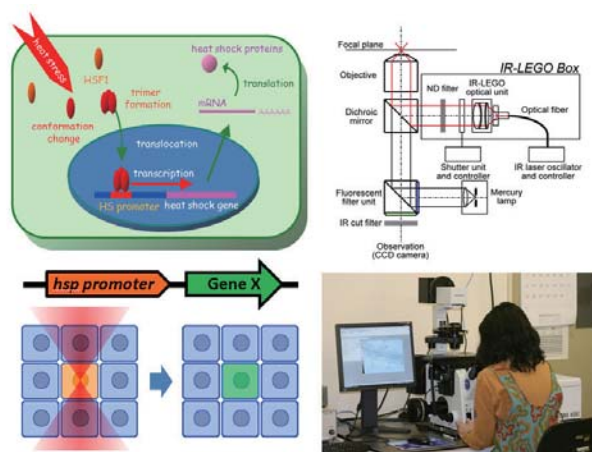 heat stress
HSF1
conformation
change
trimer
formation
heat shock proteins
translation
mRNA
AAAAAA
translocation
transcription
HS promoter
heat shock gene
Focal plane
Objective
Dichroic
mirror
Fluorescent
filter unit
IR cut filter
Observation
(CCD camera)
IR-LEGO Box
ND filter
IR-LEGO
optical unit
Optical fiber
Shutter unit
and controller
IR laser oscillator
and controller
Mercury
lamp
hsp promoter
Gene X